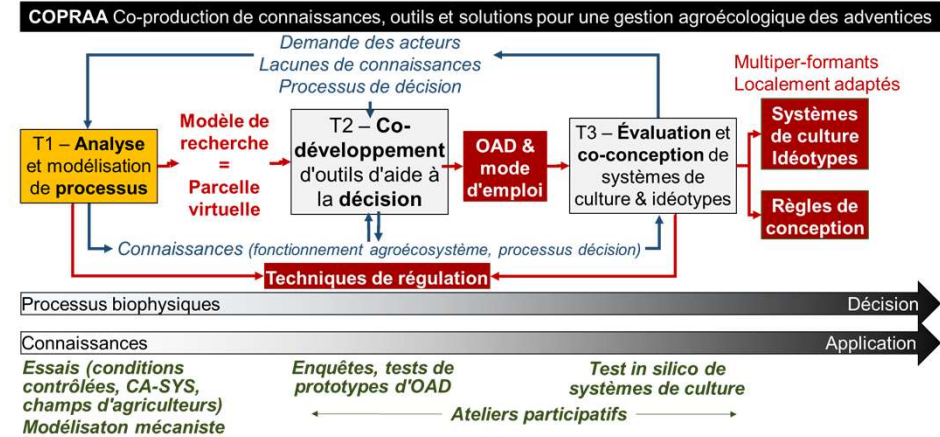 COPRAA Co-production de connaissances, outils et solutions pour une gestion agroécologique des adventices
Demande des acteurs
Lacunes de connaissances
Processus de décision
T1 – Analyse
et modélisation
de processus
Modèle de
recherche
=
Parcelle
virtuelle
T2 – Co-
développement
d'outils d'aide à
la décision
OAD &
mode
d'emploi
T3 – Évaluation et
co-conception de
systèmes de
culture & idéotypes
Multiper-formants
Localement adaptés
Systèmes
de culture
Idéotypes
Règles de
conception
Connaissances (fonctionnement agroécosystème, processus décision)
Techniques de régulation
Processus biophysiques
Décision
Connaissances
Application
Essais (conditions
contrôlées, CA-SYS,
champs d'agriculteurs)
Modélisaton mécaniste
Enquêtes, tests de
prototypes d'OAD
Test in silico de
systèmes de culture
Ateliers participatifs